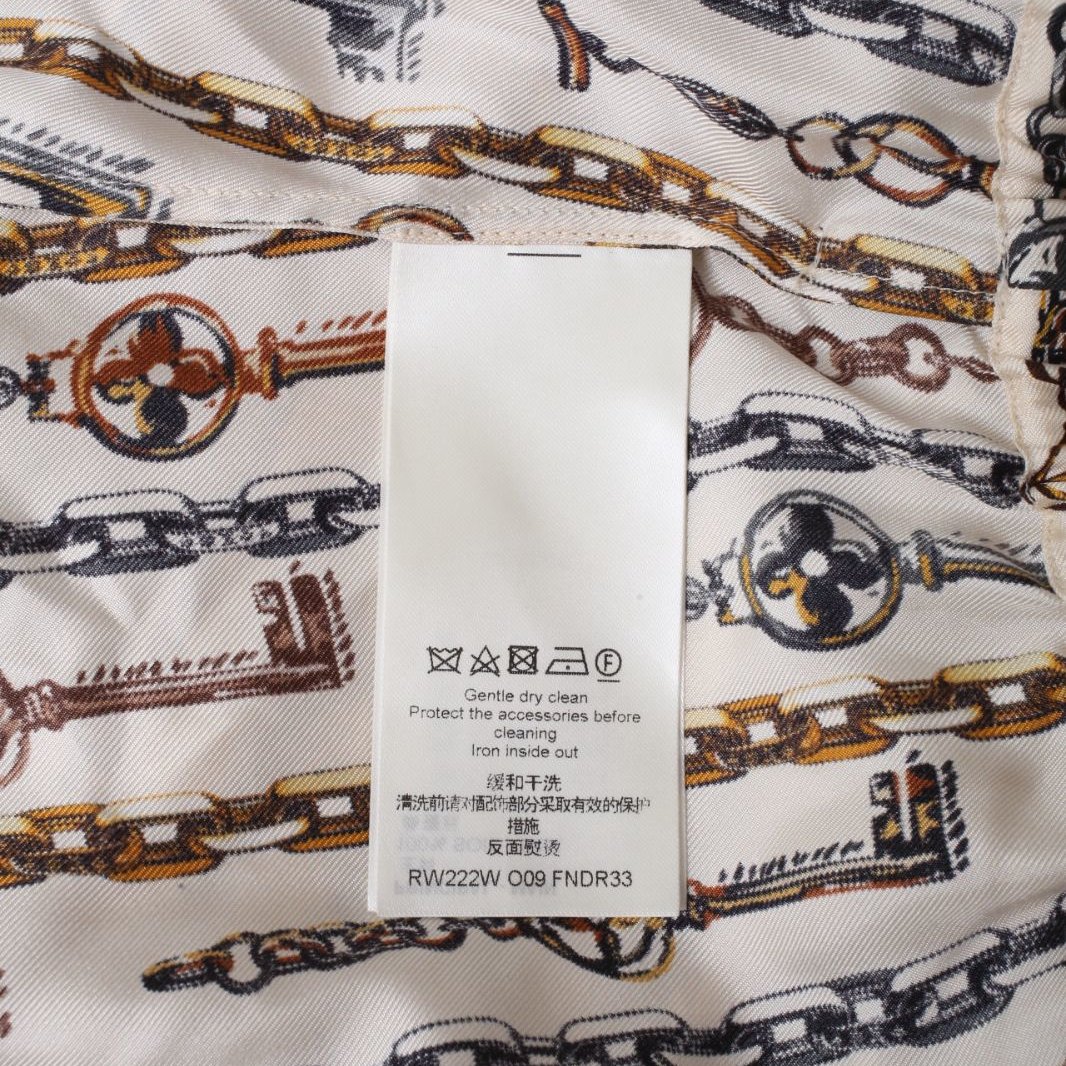 F
Gentle dry clean
Protect the accessories before
cleaning
Iron inside out
缓和干洗
清洗前请对配饰部分采取有效的保护
措施
反面熨烫
RW222W O09 FNDR33